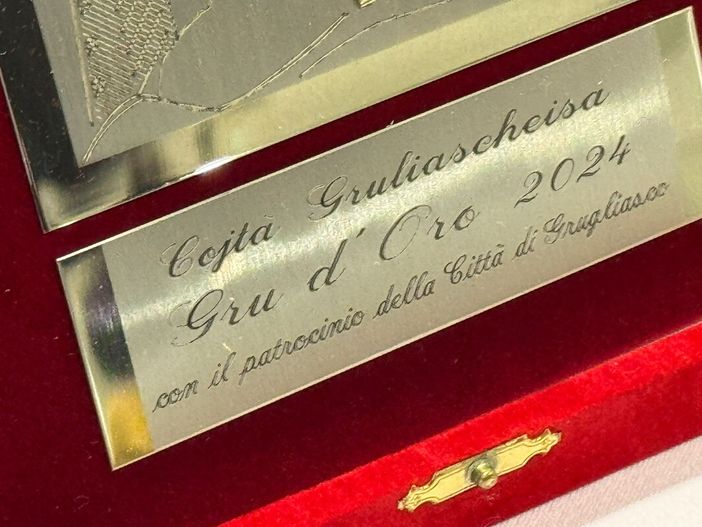 Cojtà Gruliascheisa
Gru d'Oro 2024
con il patrocinio della Città di Grugliasco